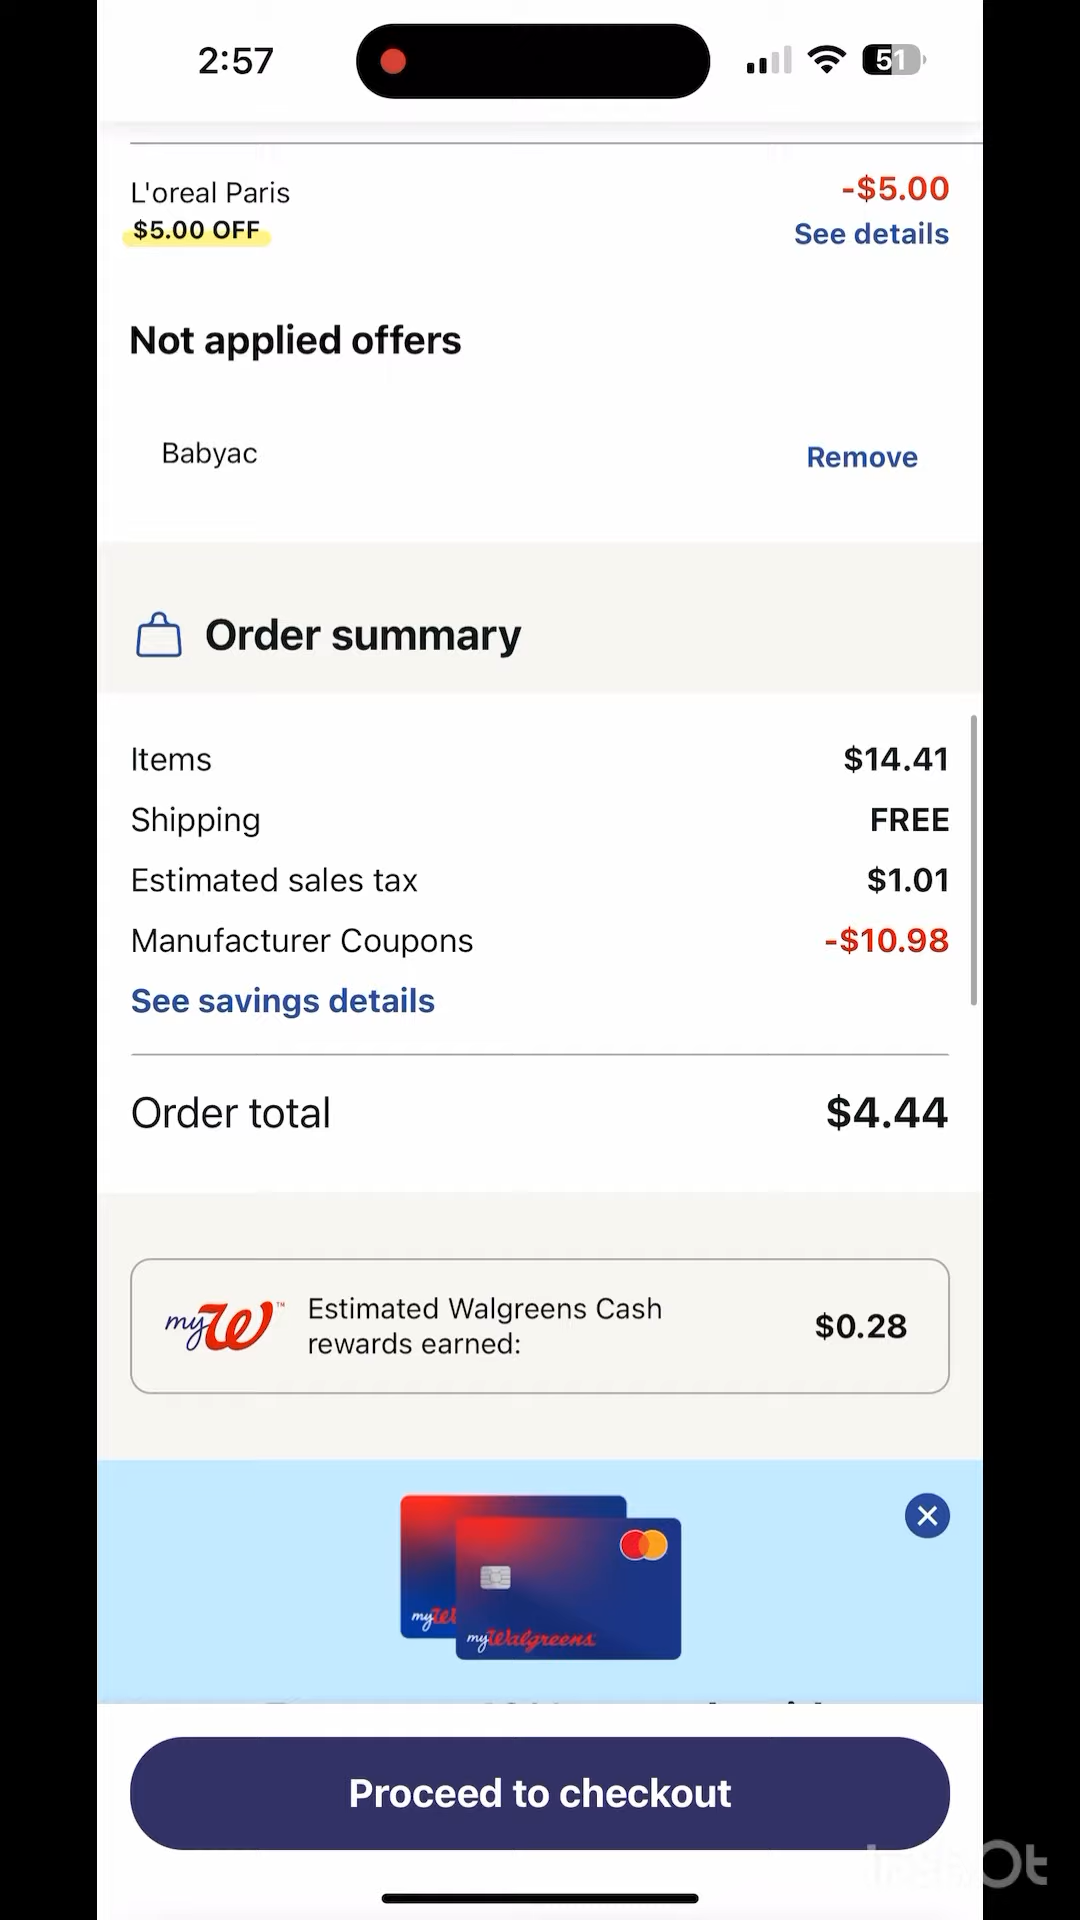 2:57
51
L'oreal Paris
-$5.00
$5.00 OFF
See details
Not applied offers
Babyac
Remove
Order summary
Items $14.41
Shipping FREE
Estimated sales tax $1.01
Manufacturer Coupons -$10.98
See savings details
Order total $4.44
myW™
Estimated Walgreens Cash
rewards earned:
$0.28
myW
myWalgreens
Proceed to checkout